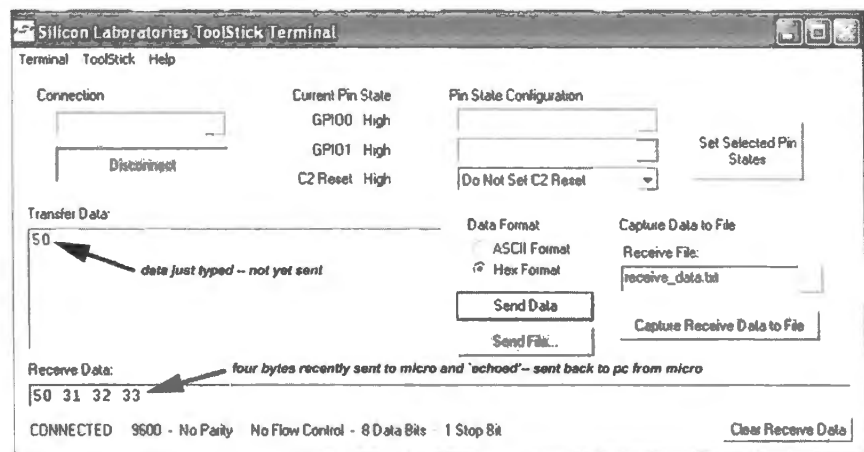 Silicon Laboratories ToolStick Terminal
Terminal ToolStick Help
Connection
Disconnect
Current Pin State
GPIO0 High
GPIO1 High
C2 Reset High
Pin State Configuration
Do Not Set C2 Reset
Set Selected Pin
States
Transfer Data:
50
data just typed -- not yet sent
Data Format
ASCII Format
Hex Format
Send Data
Send File...
Capture Data to File
Receive File:
receive_data.txt
Capture Receive Data to File
Receive Data:
four bytes recently sent to micro and `echoed'-- sent back to pc from micro
50 31 32 33
CONNECTED 9600 - No Parity No Flow Control - 8 Data Bits 1 Stop Bit
Clear Receive Data